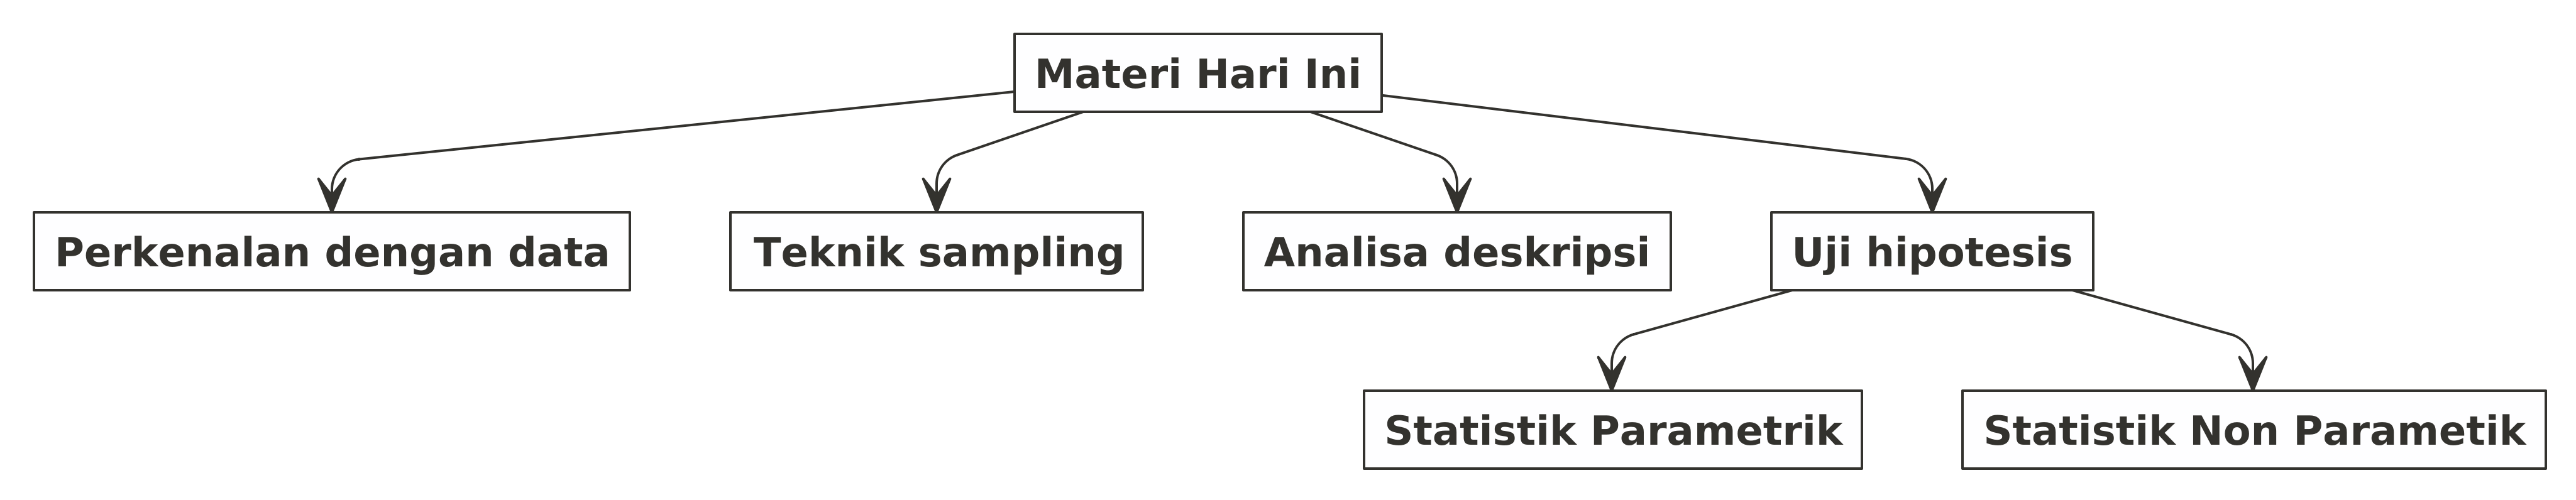 Materi Hari Ini
Perkenalan dengan data
Teknik sampling
Analisa deskripsi
Uji hipotesis
Statistik Parametrik
Statistik Non Parametik